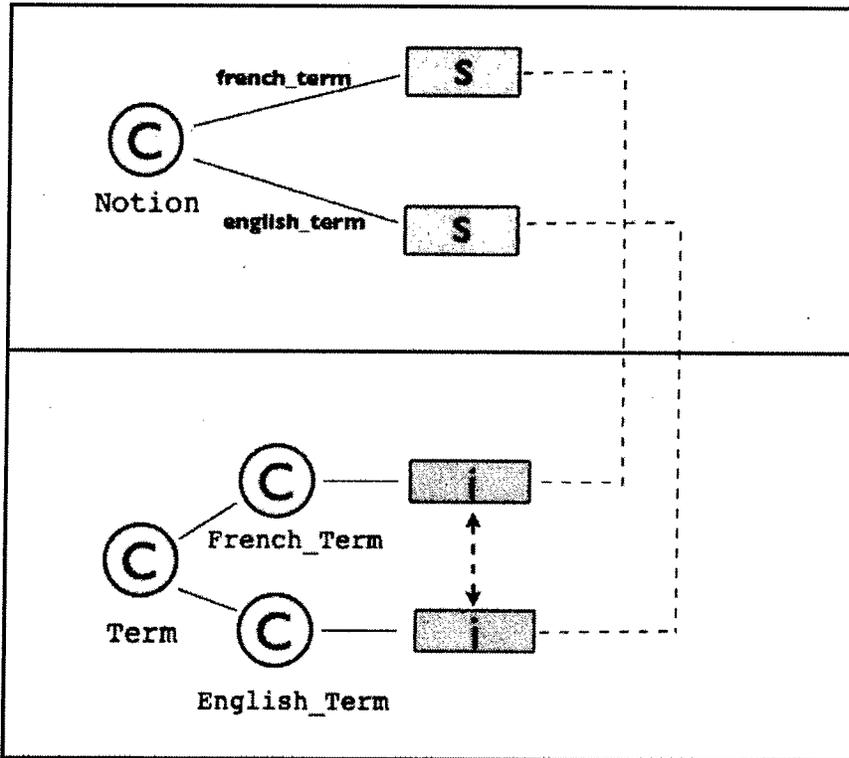 french_term
S
C
Notion
english_term
S
C
i
French_Term
C
Term
C
i
English_Term